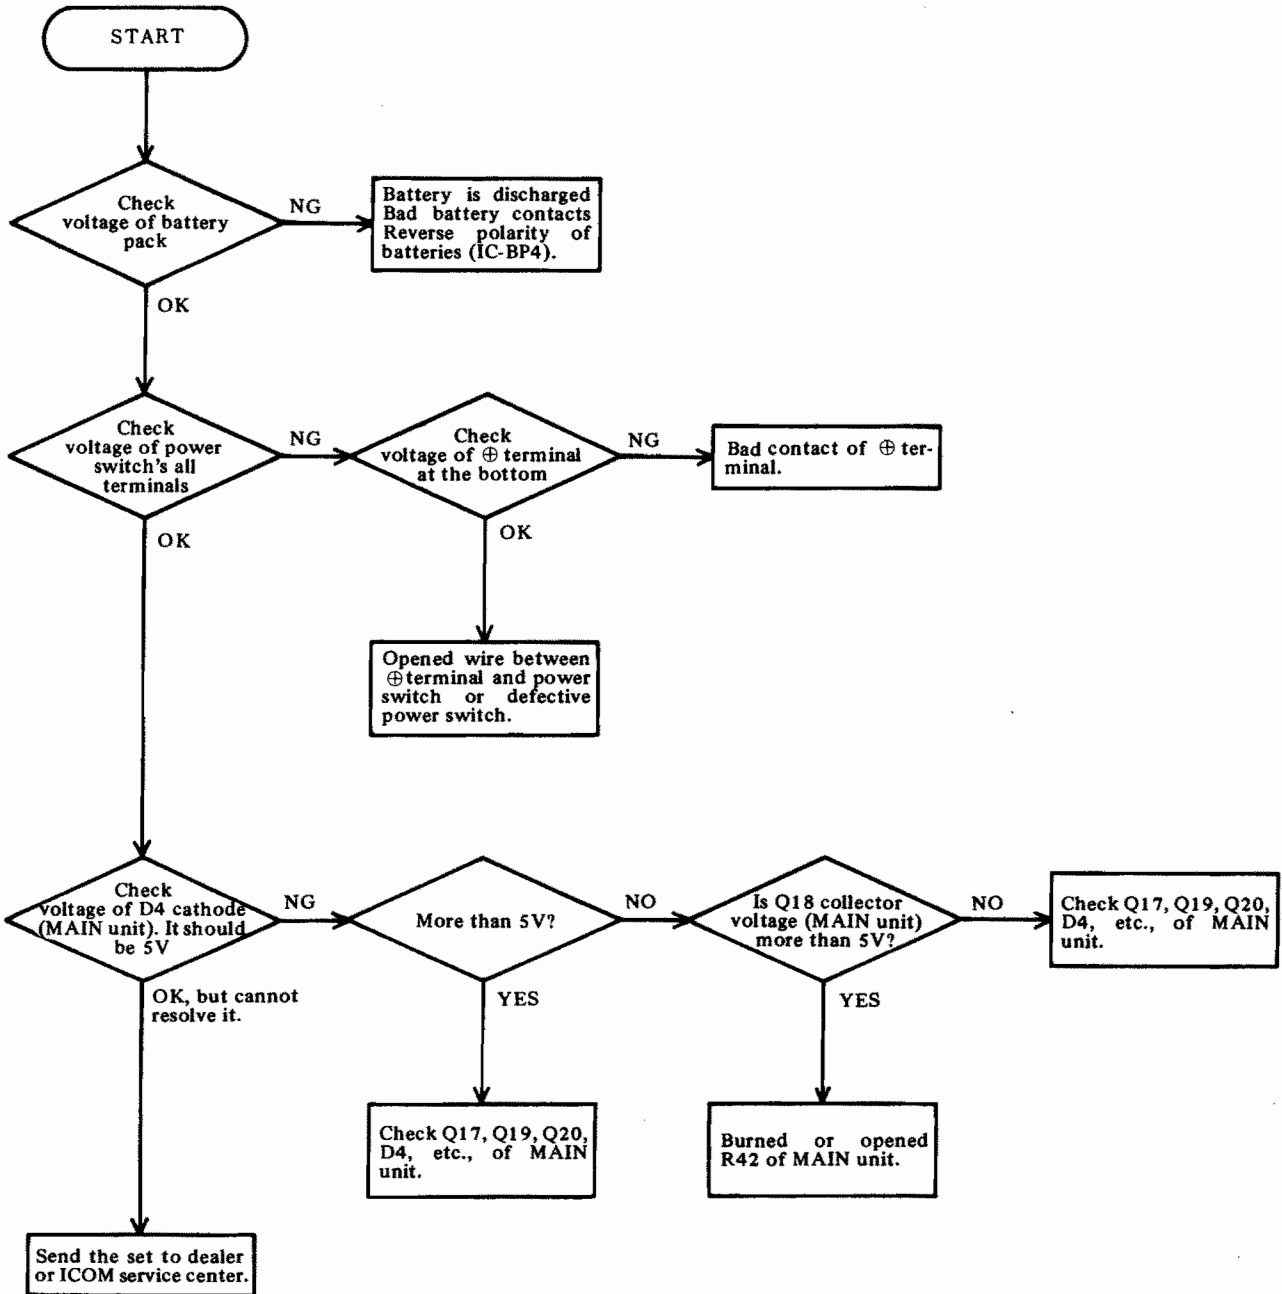 START
Check
voltage of battery
pack
NG
Battery is discharged
Bad battery contacts
Reverse polarity of
batteries (IC-BP4).
OK
Check
voltage of power
switch's all
terminals
NG
Check
voltage of ⊕ terminal
at the bottom
NG
Bad contact of ⊕ ter-
minal.
OK
OK
Opened wire between
⊕ terminal and power
switch or defective
power switch.
Check
voltage of D4 cathode
(MAIN unit). It should
be 5V
NG
More than 5V?
NO
Is Q18 collector
voltage (MAIN unit)
more than 5V?
NO
Check Q17, Q19, Q20,
D4, etc., of MAIN
unit.
OK, but cannot
resolve it.
YES
YES
Check Q17, Q19, Q20,
D4, etc., of MAIN
unit.
Burned or opened
R42 of MAIN unit.
Send the set to dealer
or ICOM service center.